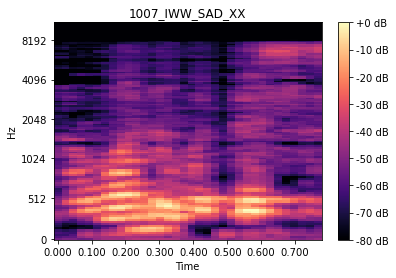 1007_IWW_SAD_XX
Hz
8192
4096
2048
1024
512
0
0.000 0.100 0.200 0.300 0.400 0.500 0.600 0.700
Time
+0 dB
-10 dB
-20 dB
-30 dB
-40 dB
-50 dB
-60 dB
-70 dB
-80 dB